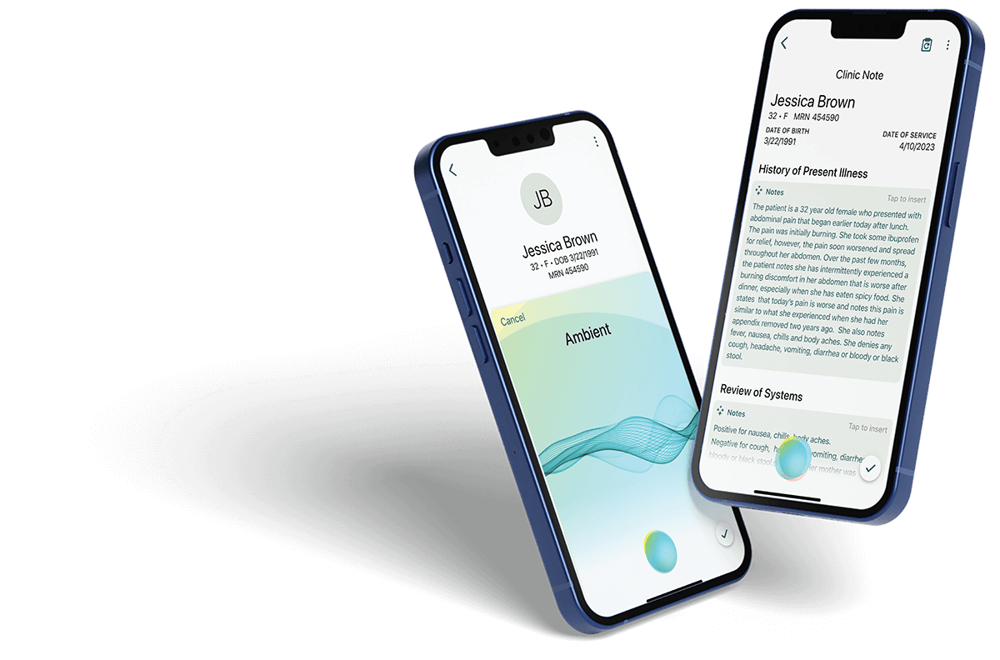 JB
Jessica Brown
32 • F • DOB 3/22/1991
MRN 454590
Cancel
Ambient
Clinic Note
Jessica Brown
32 • F MRN 454590
DATE OF BIRTH
3/22/1991
DATE OF SERVICE
4/10/2023
History of Present Illness
Notes
Tap to insert
The patient is a 32 year old female who presented with
abdominal pain that began earlier today after lunch.
The pain was initially burning. She took some ibuprofen
for relief, however, the pain soon worsened and spread
throughout her abdomen. Over the past few months,
the patient notes she has intermittently experienced a
burning discomfort in her abdomen that is worse after
dinner, especially when she has eaten spicy food. She
states that today's pain is worse and notes this pain is
similar to what she experienced when she had her
appendix removed two years ago. She also notes
fever, nausea, chills and body aches. She denies any
cough, headache, vomiting, diarrhea or bloody or black
stool.
Review of Systems
Notes
Tap to insert
Positive for nausea, chills, body aches.
Negative for cough, vomiting,
bloody or black stool her mother was